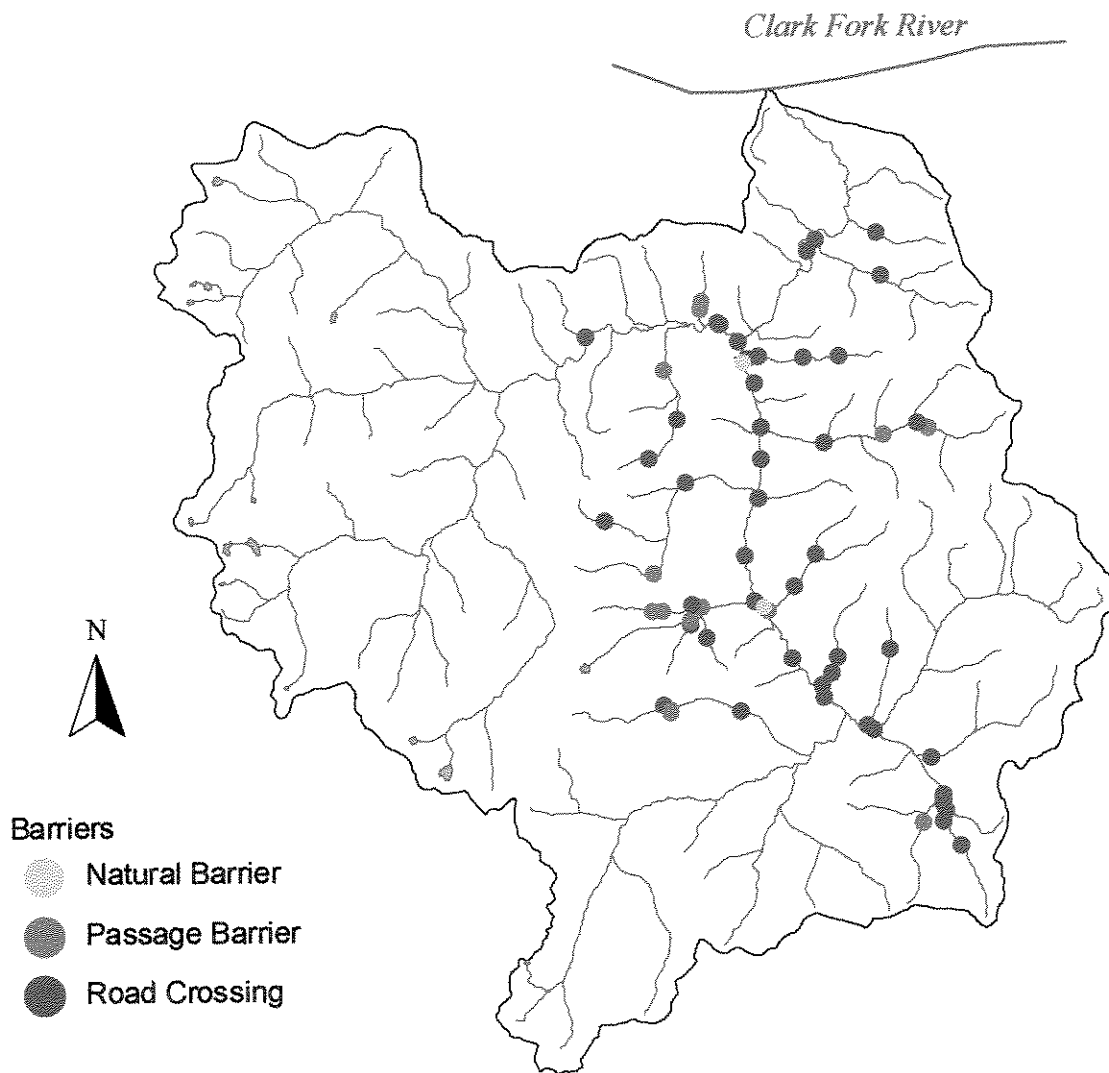 Clark Fork River
N
Barriers
Natural Barrier
Passage Barrier
Road Crossing